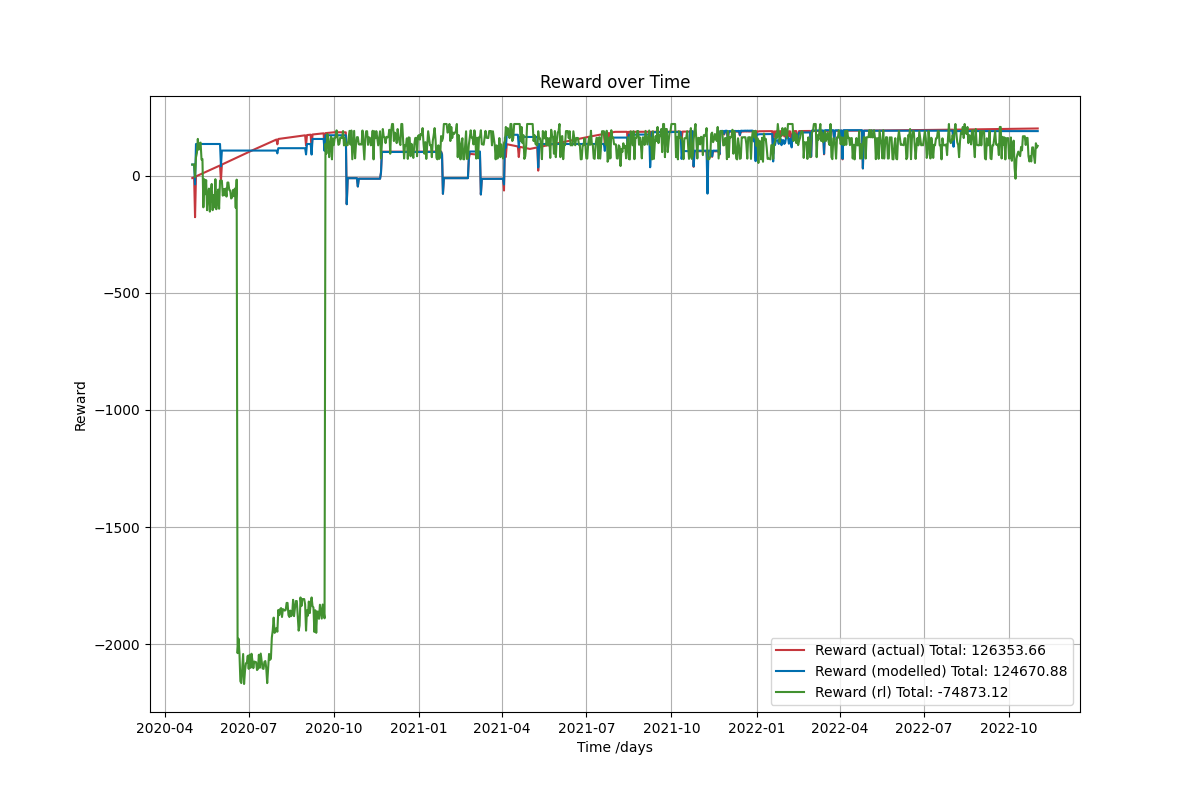 Reward over Time
Reward
0
−500
−1000
−1500
−2000
Reward (actual) Total: 126353.66
Reward (modelled) Total: 124670.88
Reward (rl) Total: -74873.12
2020-04 2020-07 2020-10 2021-01 2021-04 2021-07 2021-10 2022-01 2022-04 2022-07 2022-10
Time /days